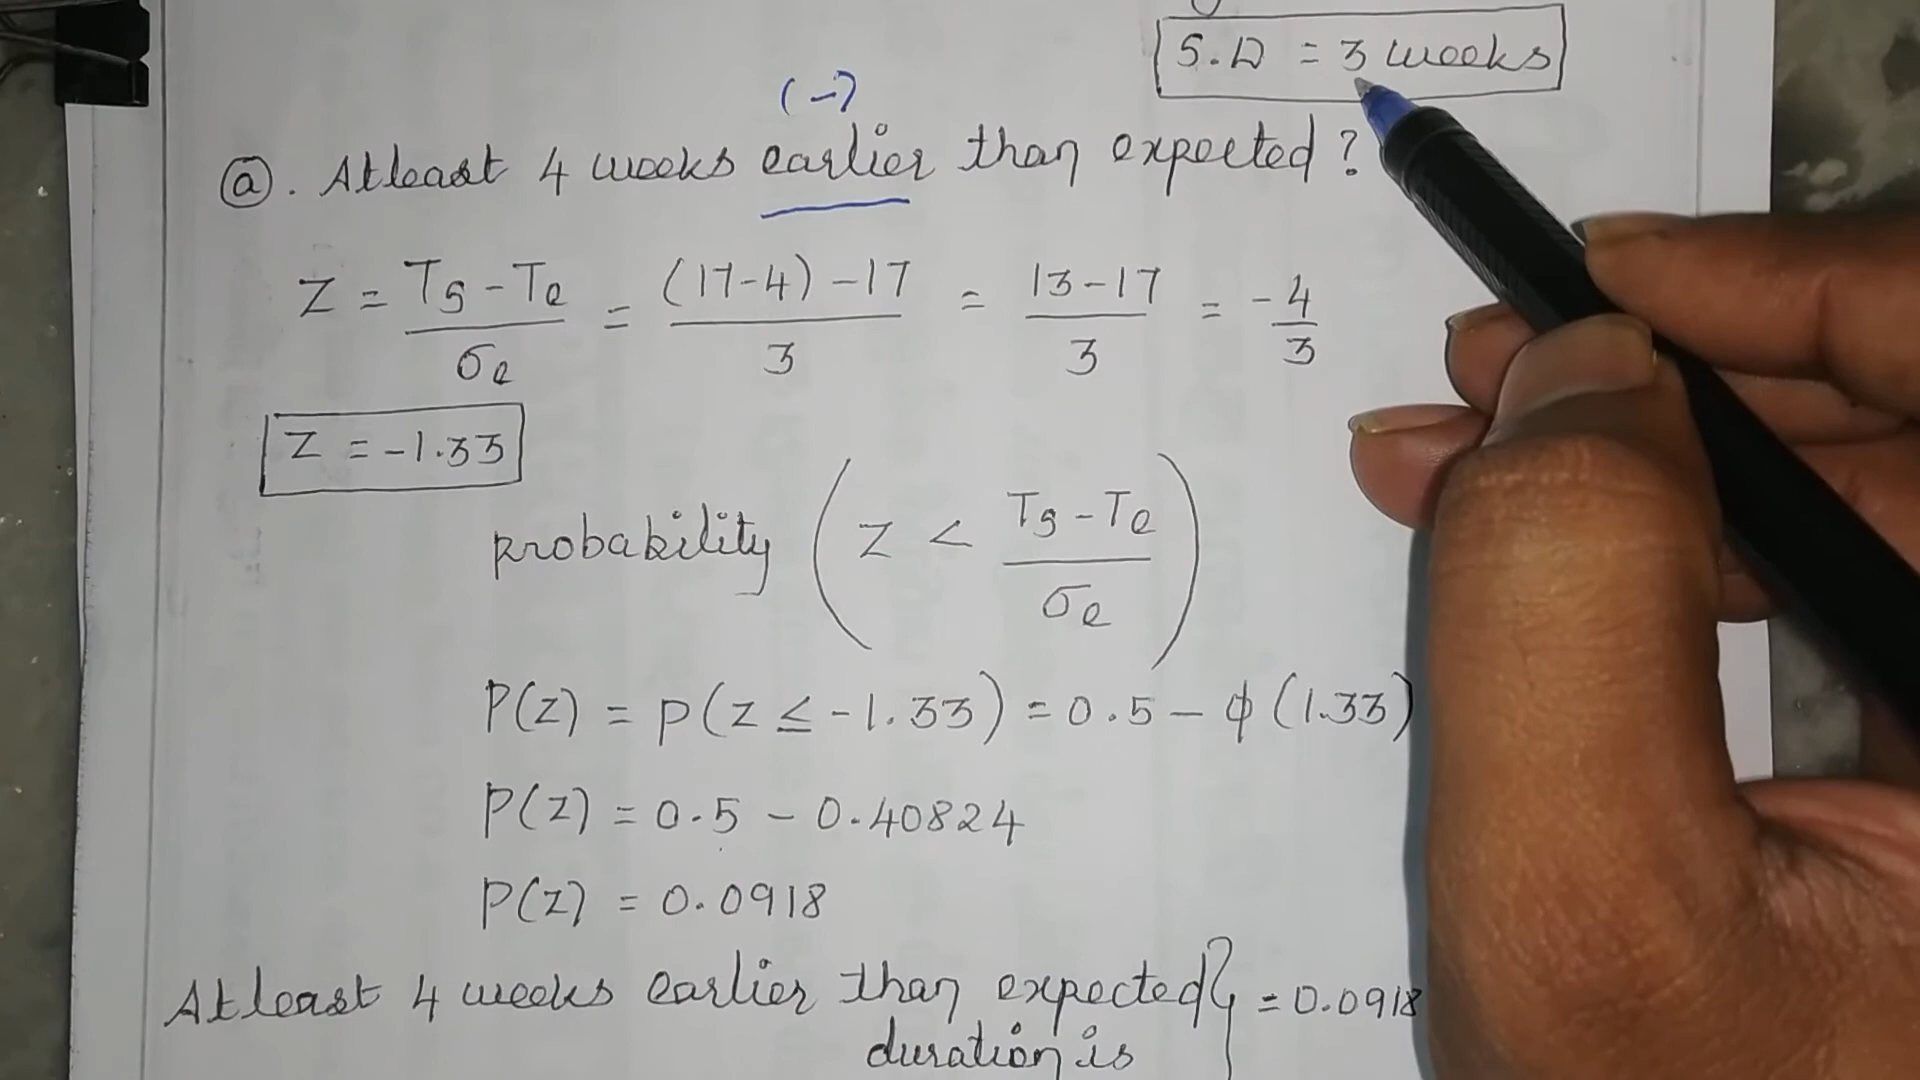 S.D = 3 weeks
(-)
(a). Atleast 4 weeks earlier than expected?
Z = Ts - Te / σe = (17-4) - 17 / 3 = 13-17 / 3 = -4/3
Z = -1.33
probability (Z < Ts - Te / σe)
P(z) = p(z ≤ -1.33) = 0.5 - φ(1.33)
P(z) = 0.5 - 0.40824
P(z) = 0.0918
Atleast 4 weeks earlier than expected } = 0.0918
duration is